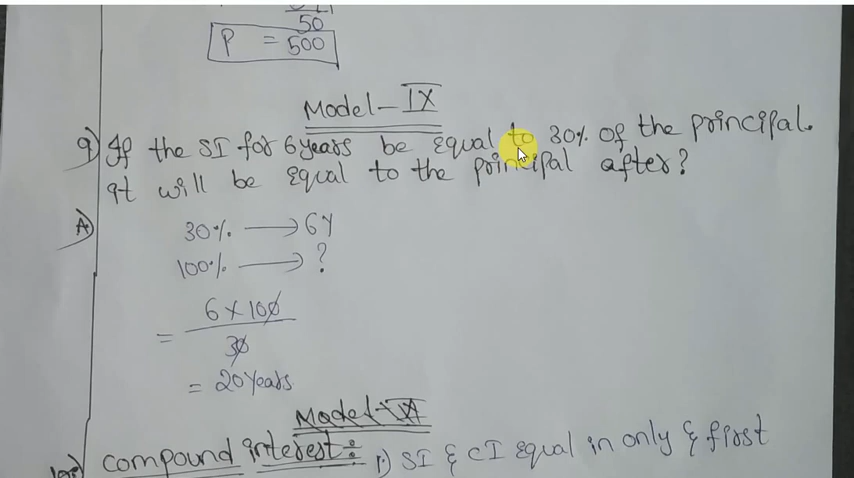 50
P = 500
Model - IX
9) If the SI for 6 years be equal to 30% of the principal.
It will be equal to the principal after?
A) 30% → 6Y
100% → ?
= 6 × 100
30
= 20 years
Model - IX
compound interest:- 1) SI & CI Equal in only & first